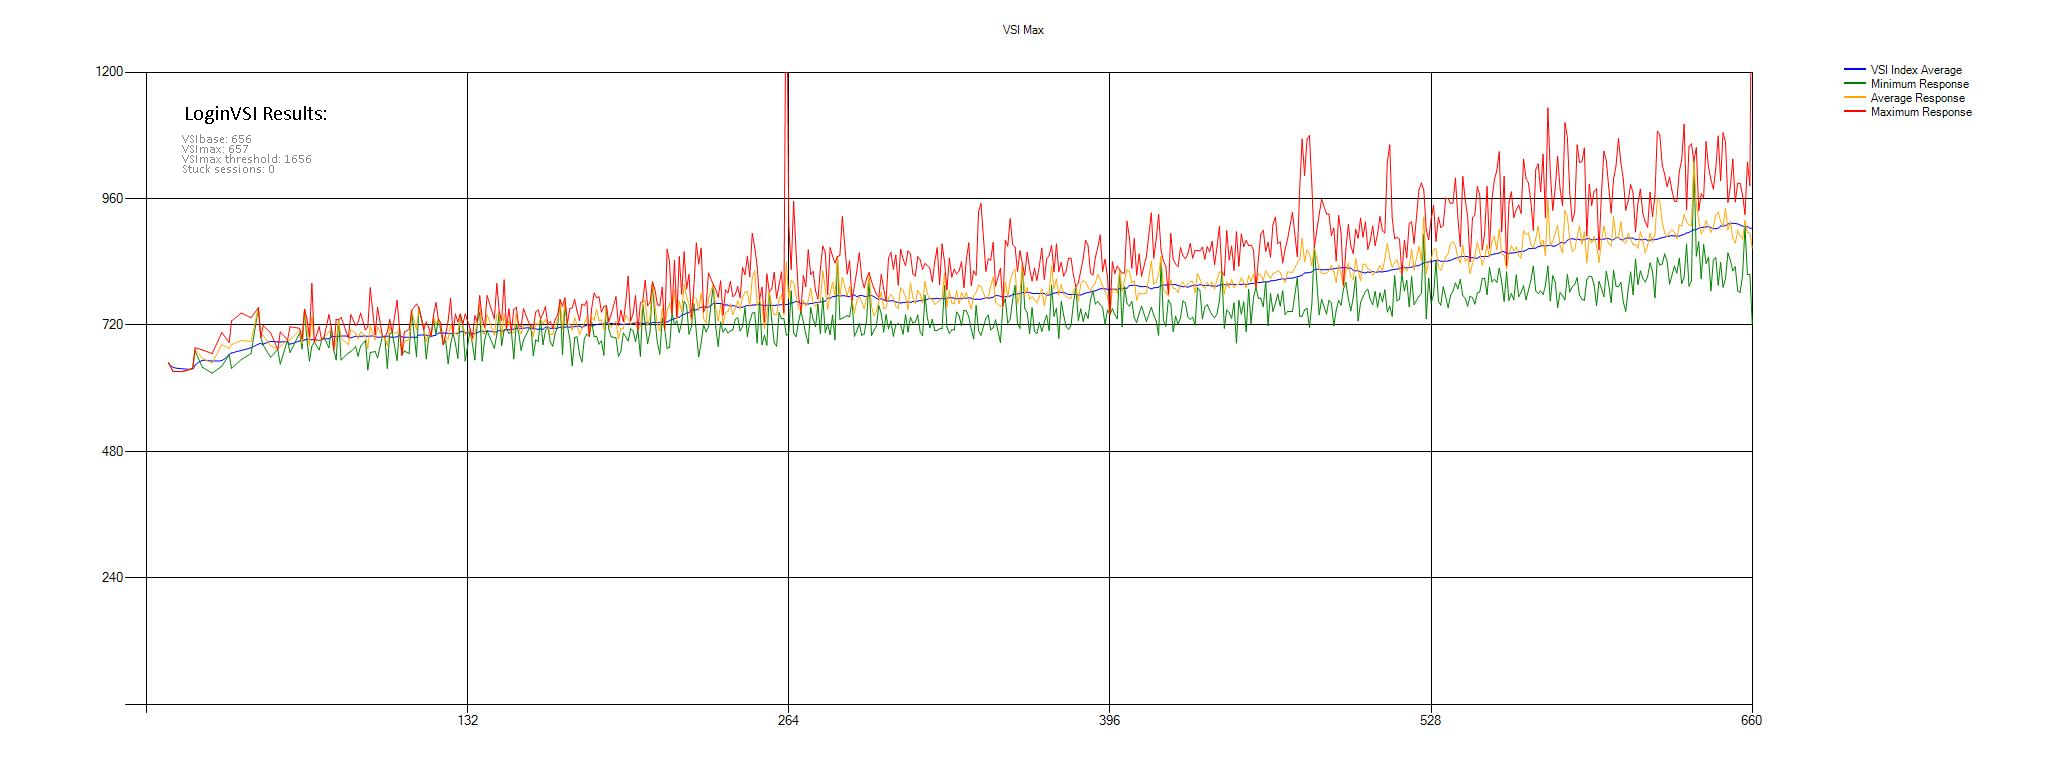 VSI Max
1200
960
720
480
240
132
264
396
528
660
LoginVSI Results:
VSIbase: 656
VSImax: 657
VSImax threshold: 1656
Stuck sessions: 0
VSI Index Average
Minimum Response
Average Response
Maximum Response